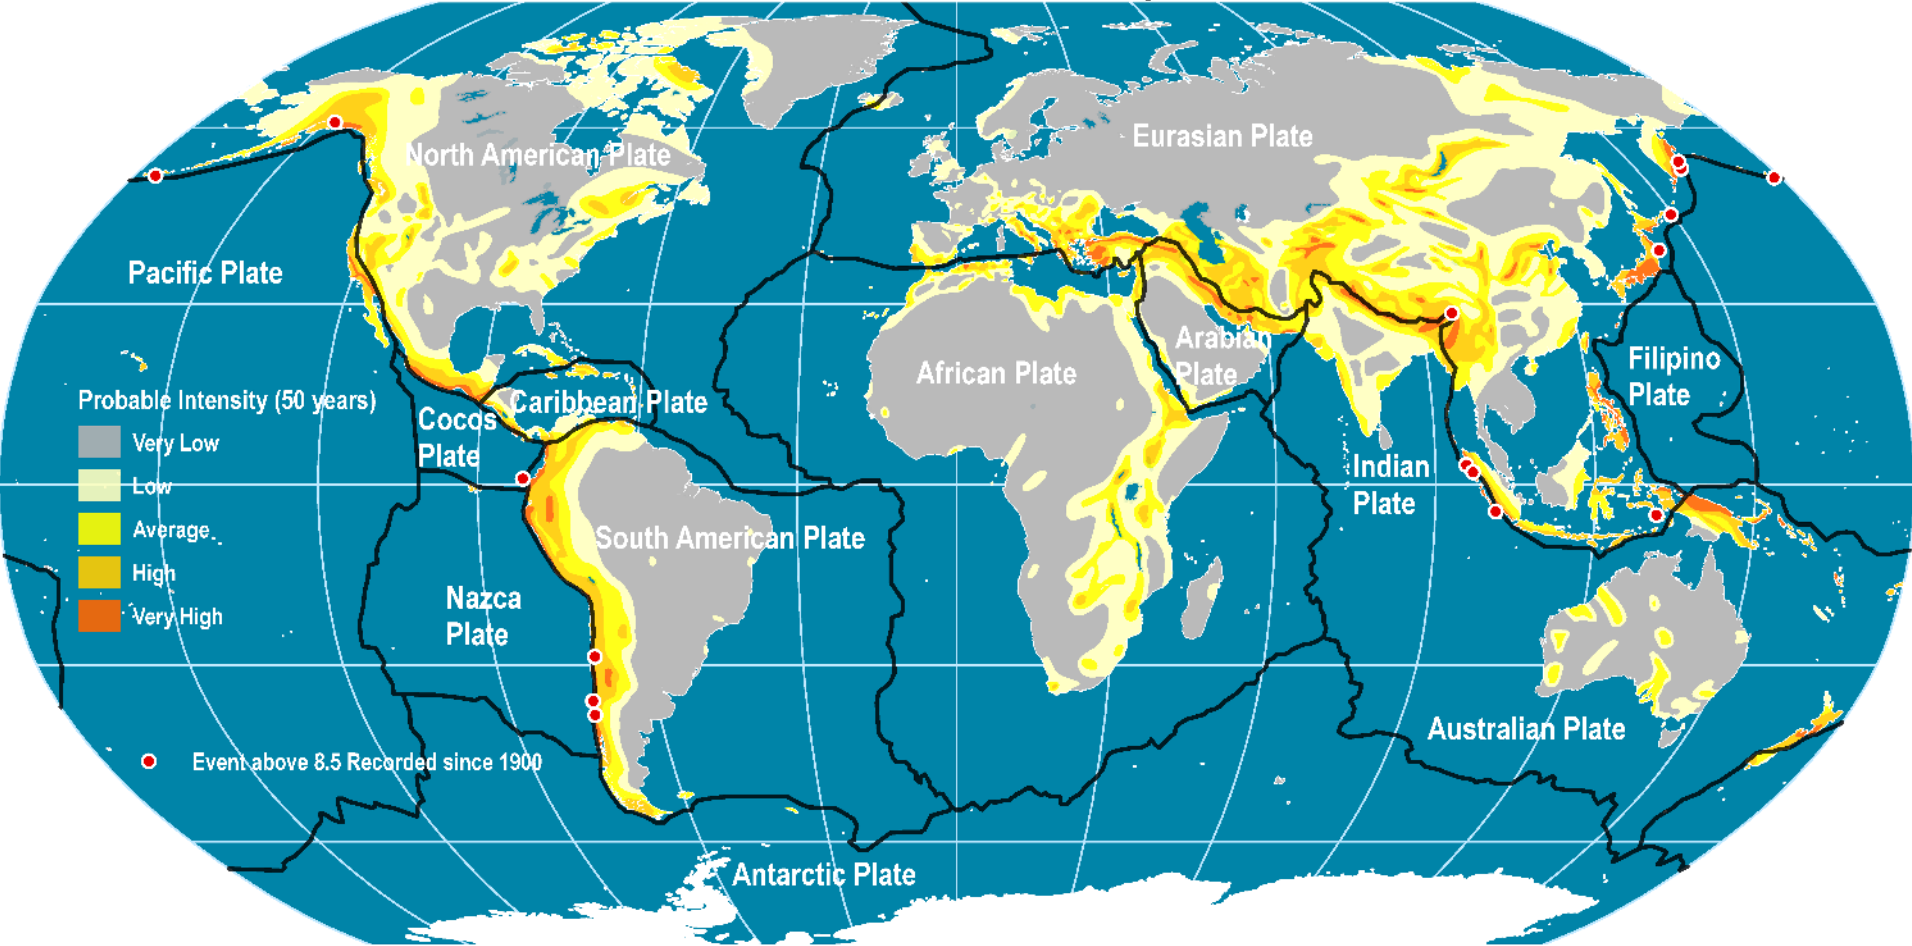 North American Plate
Eurasian Plate
Pacific Plate
Arabian
Plate
African Plate
Filipino
Plate
Probable Intensity (50 years)
Caribbean Plate
Cocos
Plate
Very Low
Indian
Plate
Low
Average
South American Plate
High
Nazca
Plate
Very High
Australian Plate
Event above 8.5 Recorded since 1900
Antarctic Plate